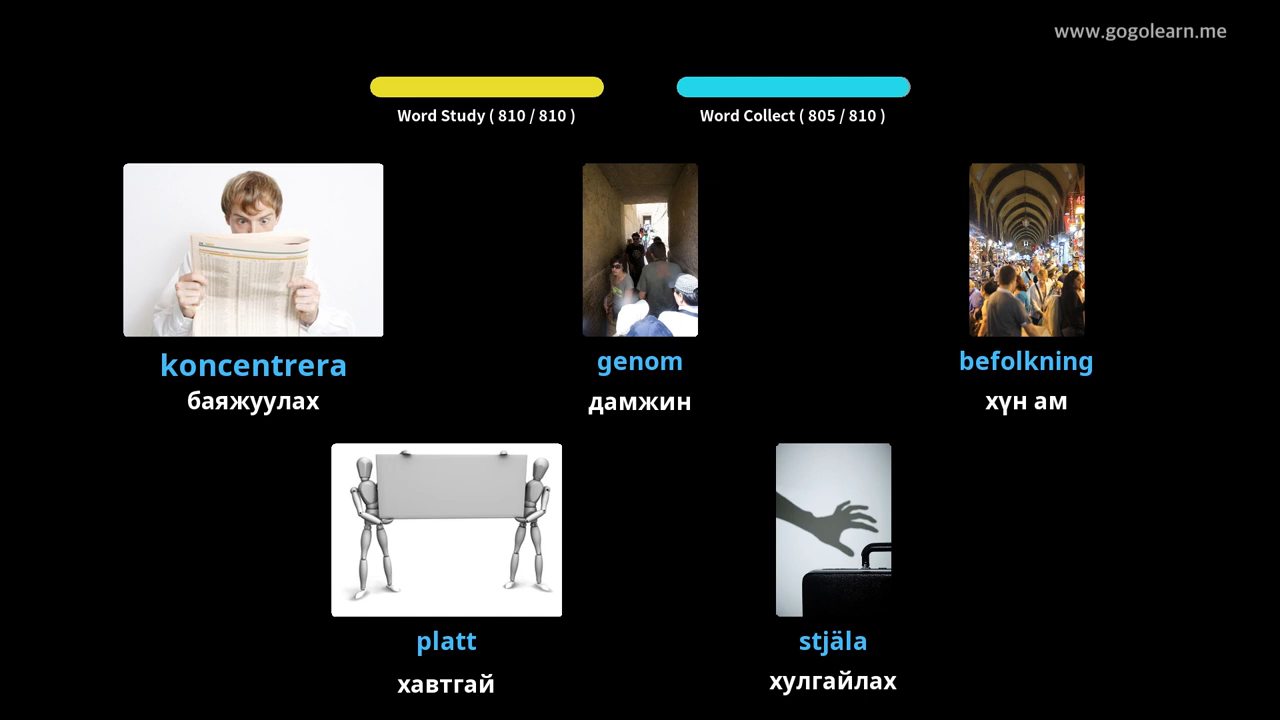 www.gogolearn.me
Word Study ( 810 / 810 )
Word Collect ( 805 / 810 )
koncentrera
баяжуулах
genom
дамжин
befolkning
хүн ам
platt
хавтгай
stjäla
хулгайлах